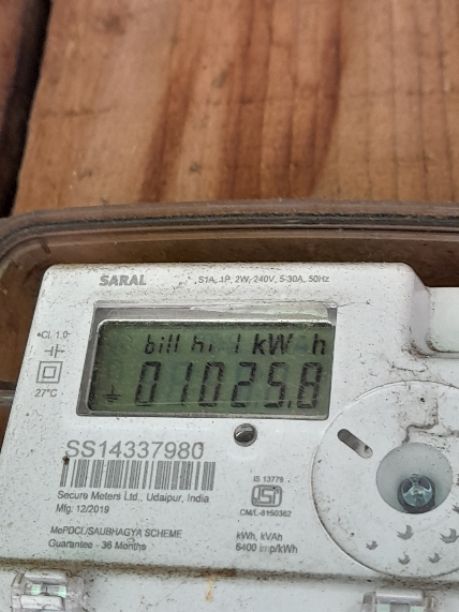 SARAL S1A, 1P, 2W, 240V, 5-30A, 50Hz
CL 1.0
bill hi 1 kW h
01025.8
27°C
SS14337980
Secure Meters Ltd., Udaipur, India
Mfg: 12/2019
IS 13779
CM/L-8150362
MePDCL/SAUBHAGYA SCHEME
Guarantee - 36 Months
kWh, kVAh
6400 imp/kWh